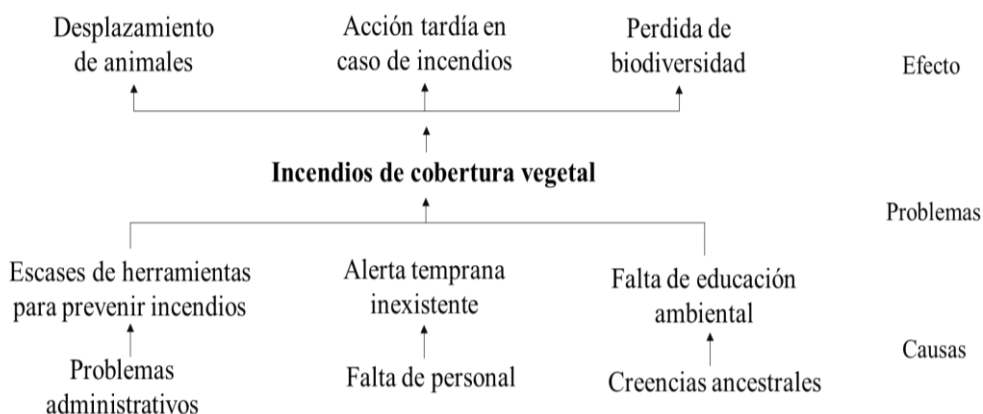 Desplazamiento
de animales
Acción tardía en
caso de incendios
Perdida de
biodiversidad
Efecto
Incendios de cobertura vegetal
Problemas
Escases de herramientas
para prevenir incendios
Alerta temprana
inexistente
Falta de educación
ambiental
Causas
Problemas
administrativos
Falta de personal
Creencias ancestrales